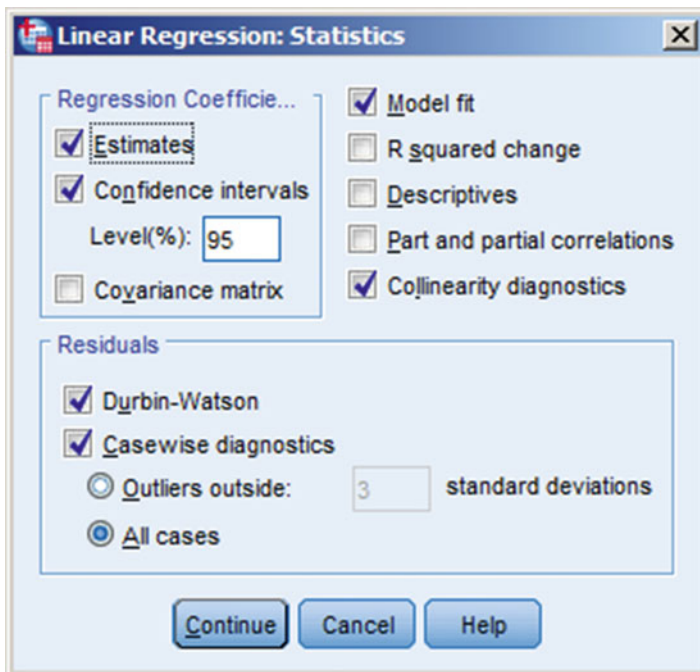 Linear Regression: Statistics
Regression Coefficie...
Estimates
Confidence intervals
Level(%): 95
Covariance matrix
Model fit
R squared change
Descriptives
Part and partial correlations
Collinearity diagnostics
Residuals
Durbin-Watson
Casewise diagnostics
Outliers outside: 3 standard deviations
All cases
Continue Cancel Help